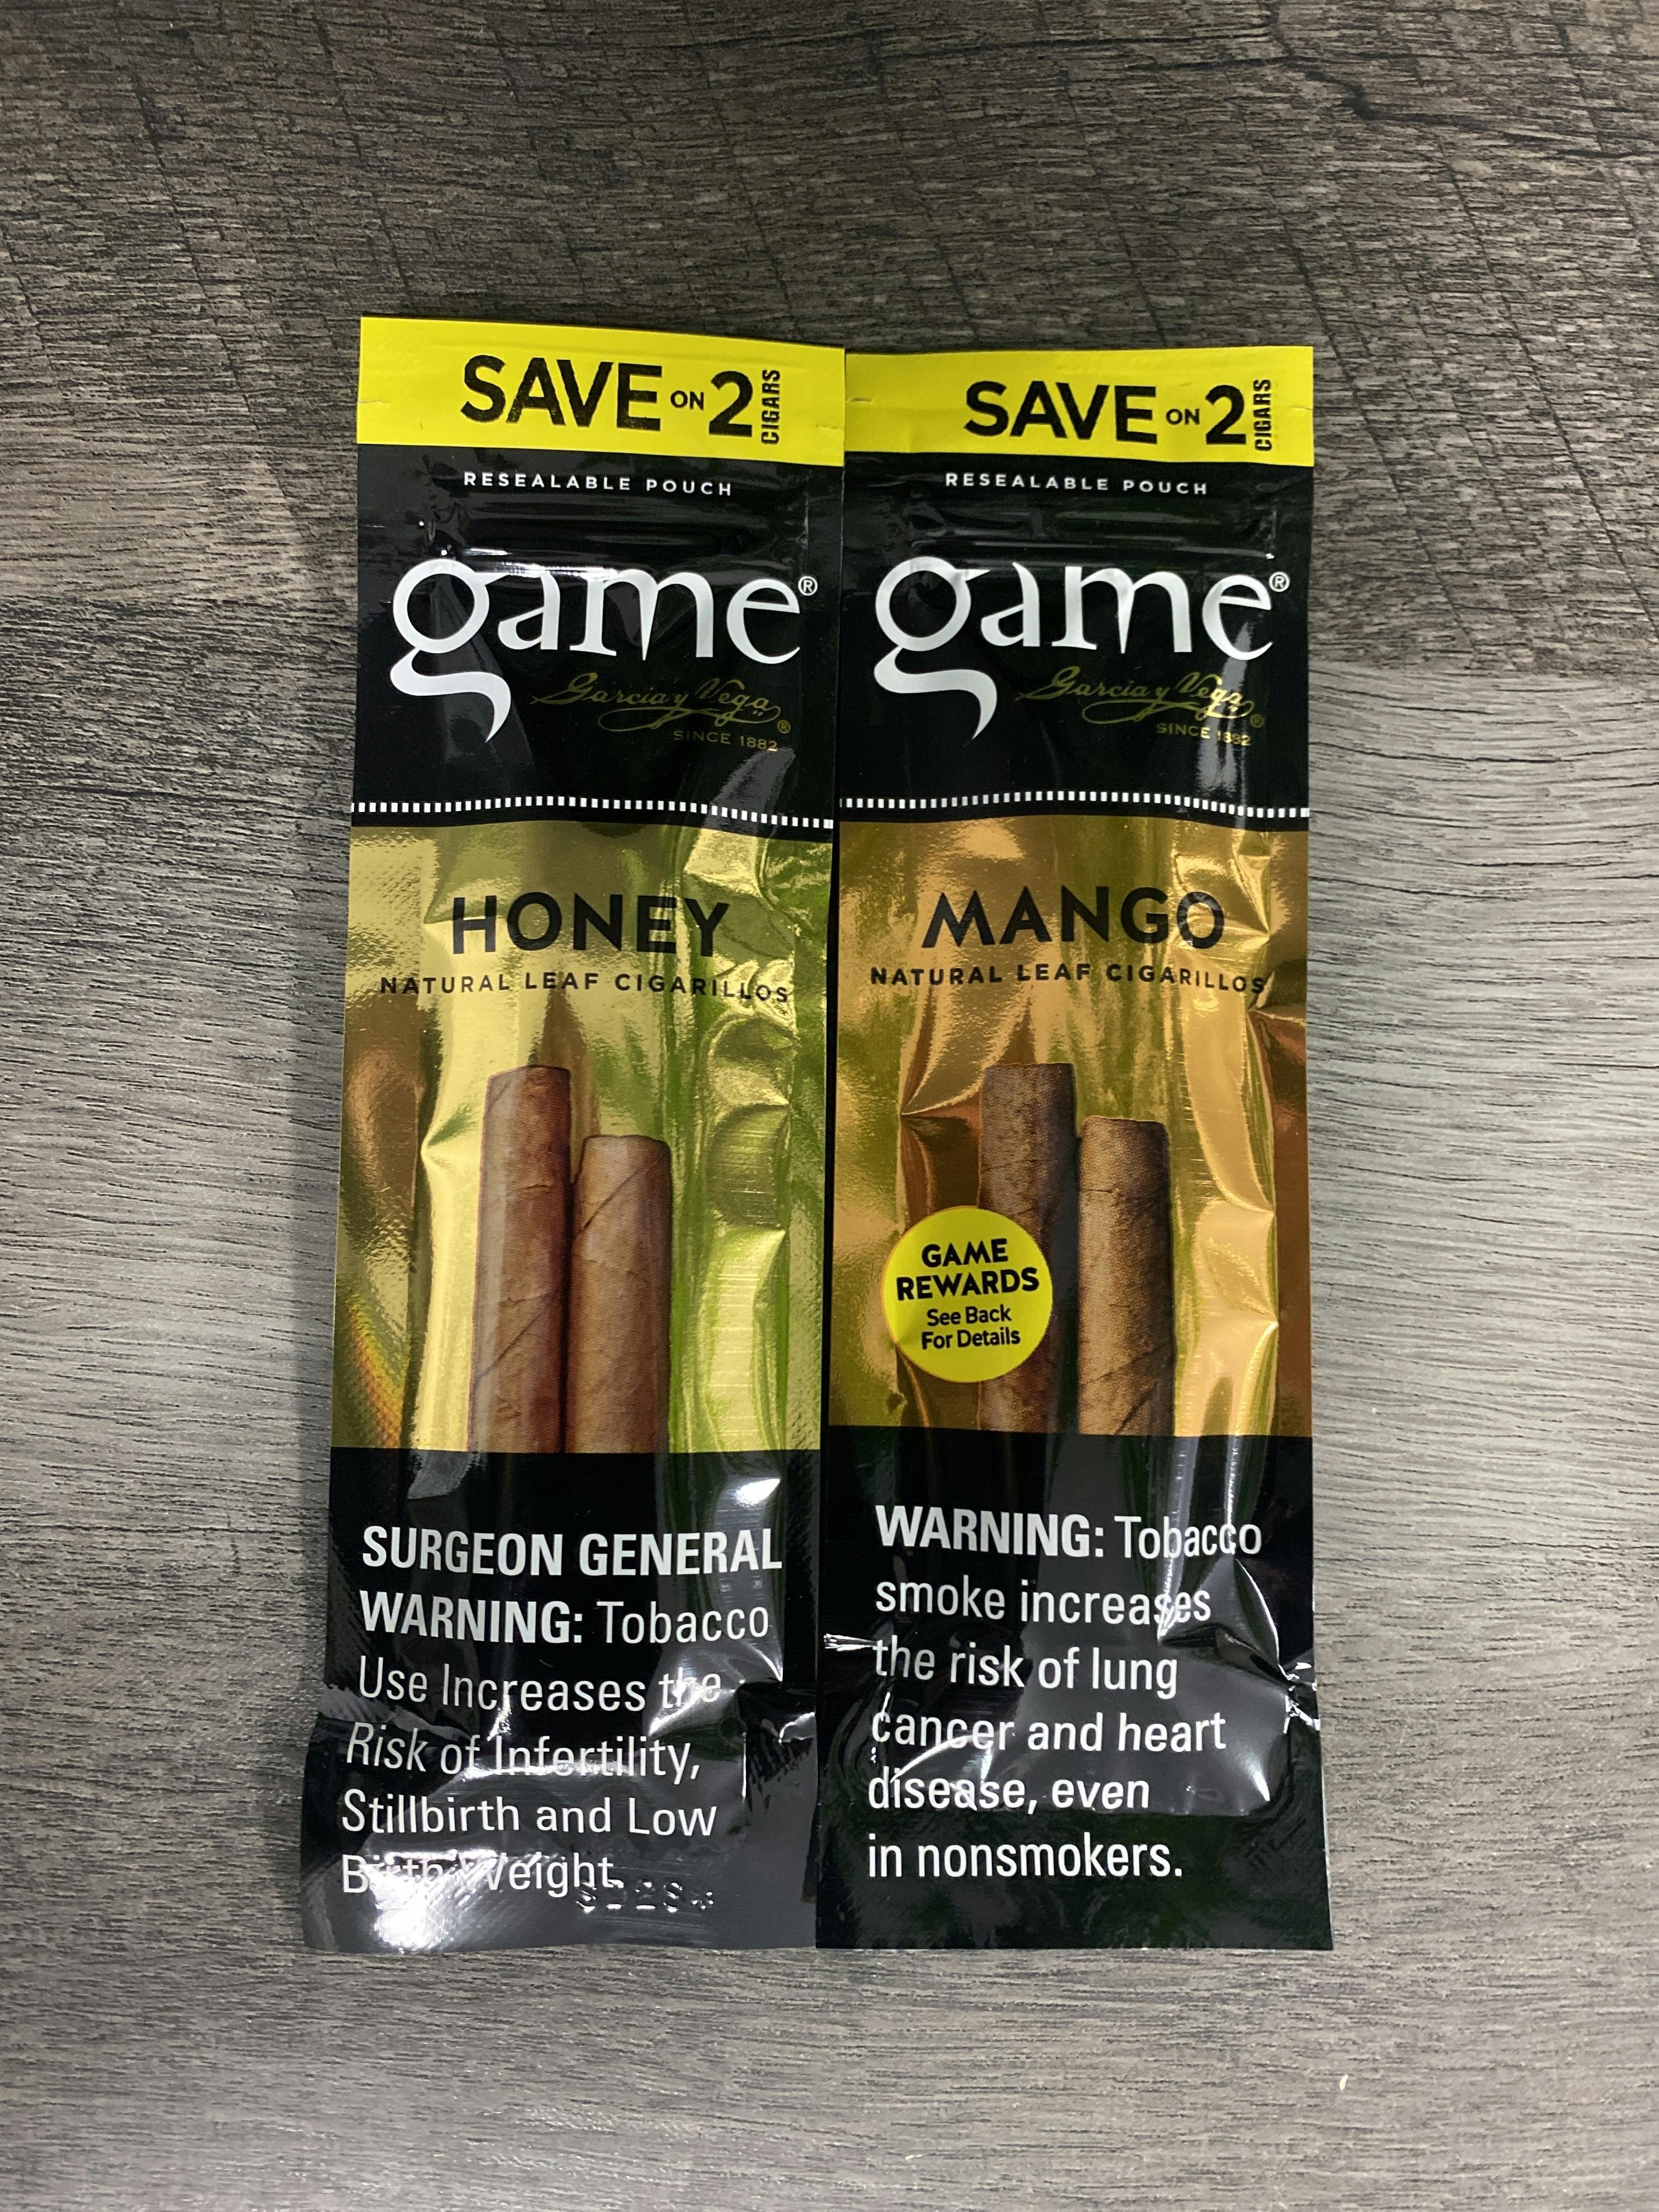 SAVE ON 2 CIGARS
RESEALABLE POUCH
game®
Garcia y Vega®
SINCE 1882
HONEY
NATURAL LEAF CIGARILLOS
SURGEON GENERAL
WARNING: Tobacco
Use Increases the
Risk of Infertility,
Stillbirth and Low
Birth Weight.
SAVE ON 2 CIGARS
RESEALABLE POUCH
game®
Garcia y Vega®
SINCE 1882
MANGO
NATURAL LEAF CIGARILLOS
GAME
REWARDS
See Back
For Details
WARNING: Tobacco
smoke increases
the risk of lung
cancer and heart
disease, even
in nonsmokers.